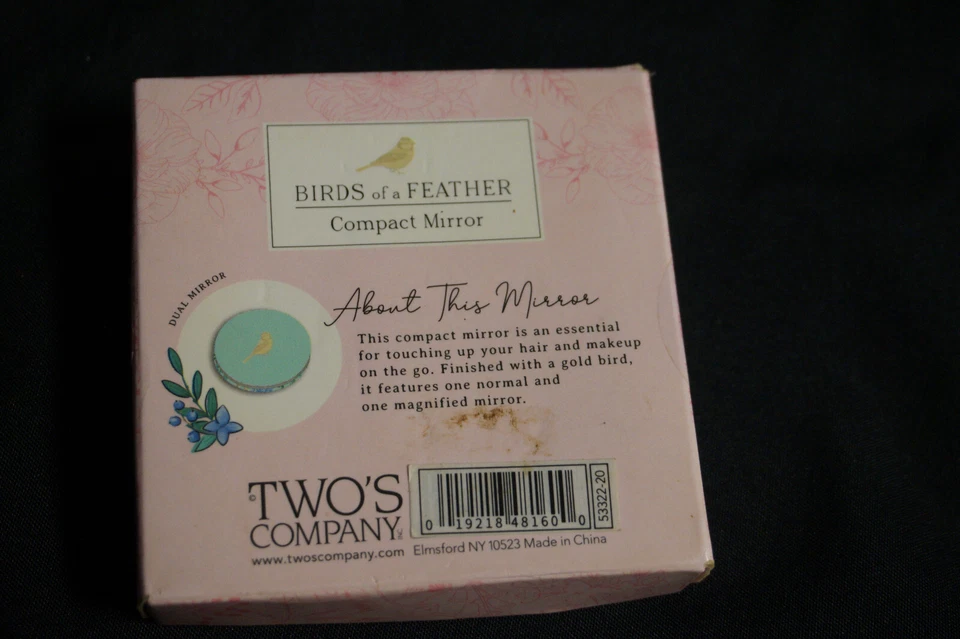 BIRDS of a FEATHER
Compact Mirror
DUAL MIRROR
About This Mirror
This compact mirror is an essential
for touching up your hair and makeup
on the go. Finished with a gold bird,
it features one normal and
one magnified mirror.
©TWO'S
COMPANY INC
www.twoscompany.com
0 19218 48160 0
53322-20
Elmsford NY 10523 Made in China